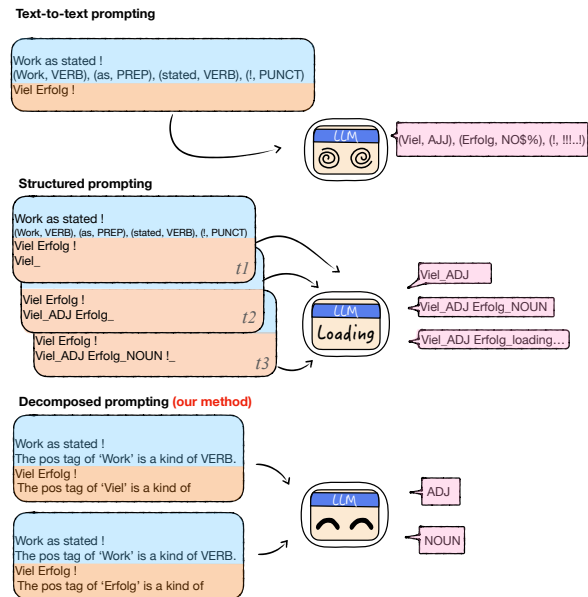 Text-to-text prompting
Work as stated !
(Work, VERB), (as, PREP), (stated, VERB), (!, PUNCT)
Viel Erfolg !
LLM
(Viel, AJJ), (Erfolg, NO$%), (!, !!!..!)
Structured prompting
Work as stated !
(Work, VERB), (as, PREP), (stated, VERB), (!, PUNCT)
Viel Erfolg !
Viel_
t1
Viel Erfolg !
Viel_ADJ Erfolg_
t2
Viel Erfolg !
Viel_ADJ Erfolg_NOUN !_
t3
LLM
Loading
Viel_ADJ
Viel_ADJ Erfolg_NOUN
Viel_ADJ Erfolg_loading...
Decomposed prompting (our method)
Work as stated !
The pos tag of ‘Work’ is a kind of VERB.
Viel Erfolg !
The pos tag of ‘Viel’ is a kind of
Work as stated !
The pos tag of ‘Work’ is a kind of VERB.
Viel Erfolg !
The pos tag of ‘Erfolg’ is a kind of
LLM
ADJ
NOUN